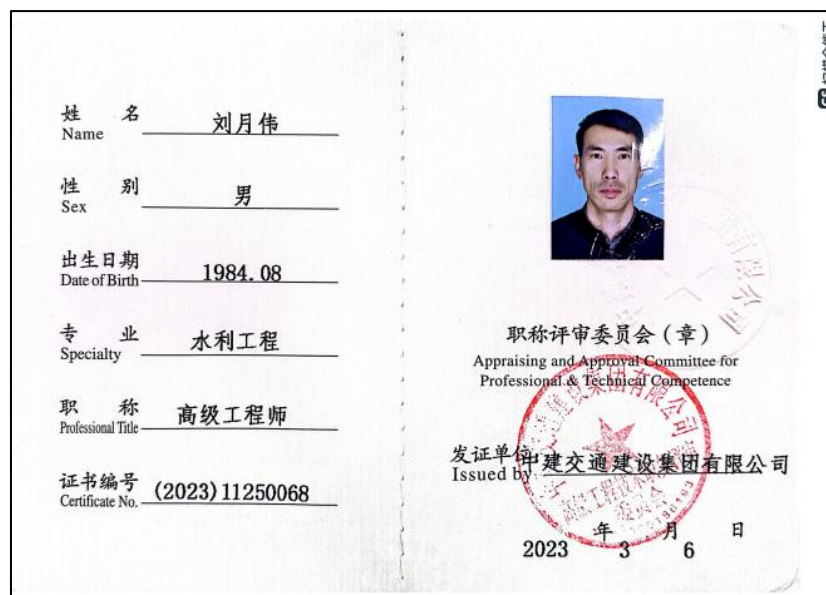 姓 名 刘月伟
Name
性 别 男
Sex
出生日期 1984.08
Date of Birth
专 业 水利工程
Specialty
职 称 高级工程师
Professional Title
证书编号 (2023)11250068
Certificate No.
职称评审委员会(章)
Appraising and Approval Committee for
Professional & Technical Competence
发证单位 中建交通建设集团有限公司
Issued by
年 月 日
2023 3 6